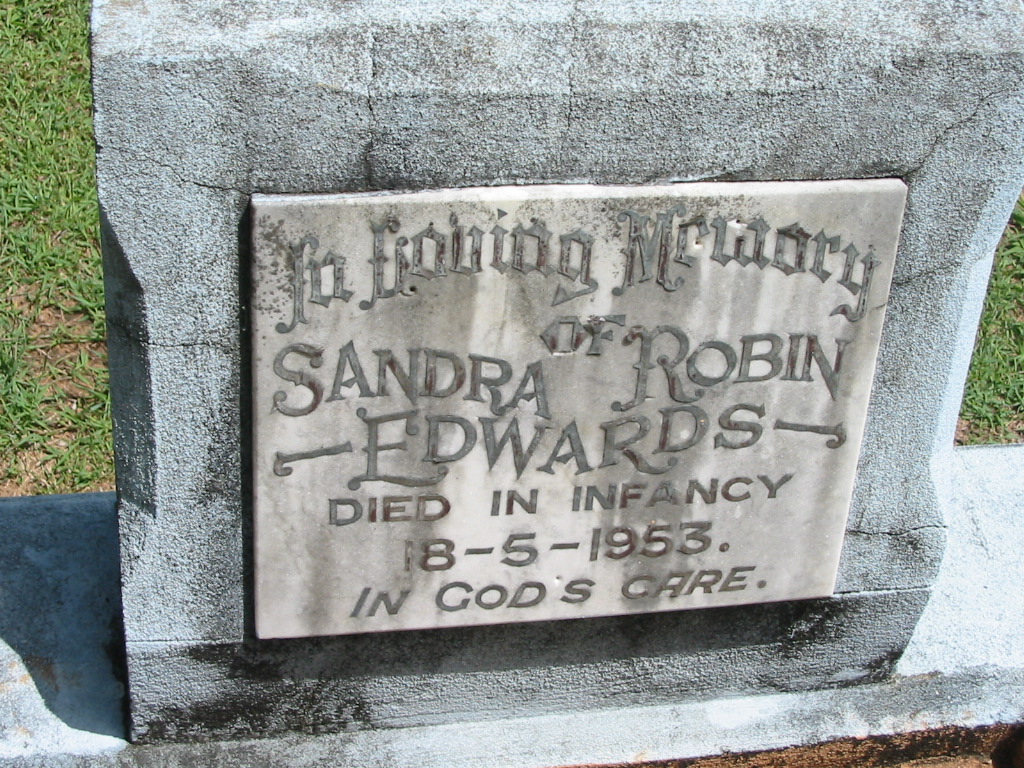 In Loving Memory
OF
SANDRA ROBIN
EDWARDS
DIED IN INFANCY
18-5-1953.
IN GOD'S CARE.